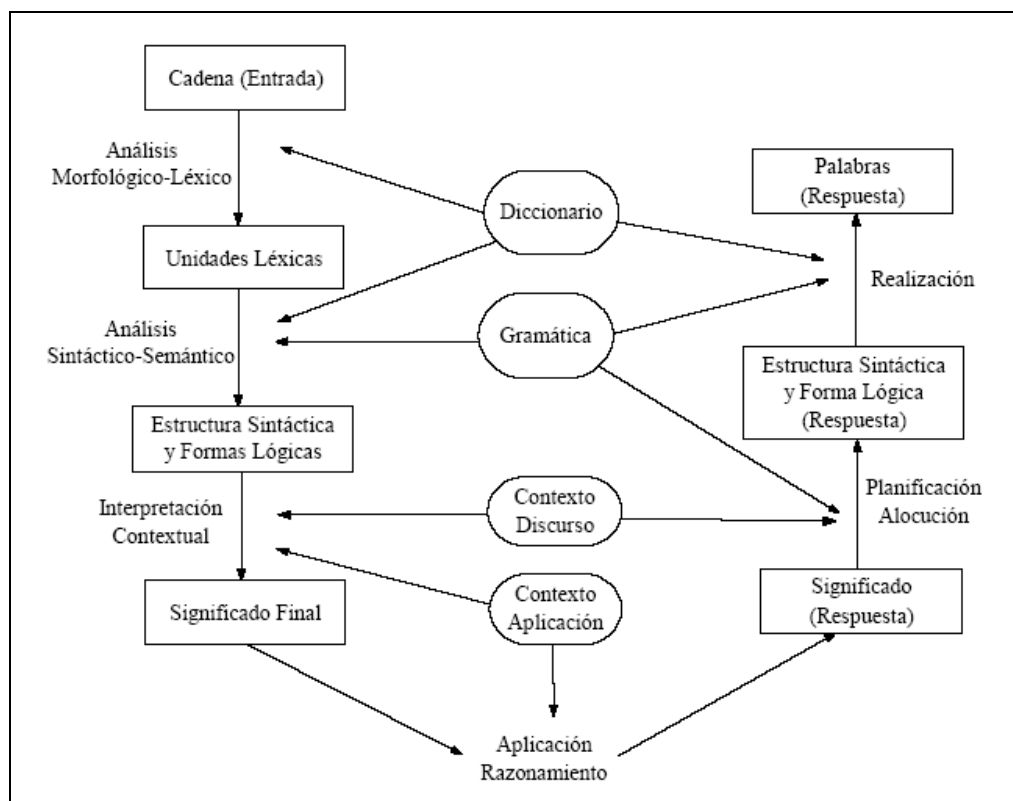 Cadena (Entrada)
Análisis
Morfológico-Léxico
Unidades Léxicas
Análisis
Sintáctico-Semántico
Estructura Sintáctica
y Formas Lógicas
Interpretación
Contextual
Significado Final
Diccionario
Gramática
Contexto
Discurso
Contexto
Aplicación
Aplicación
Razonamiento
Palabras
(Respuesta)
Realización
Estructura Sintáctica
y Forma Lógica
(Respuesta)
Planificación
Alocución
Significado
(Respuesta)